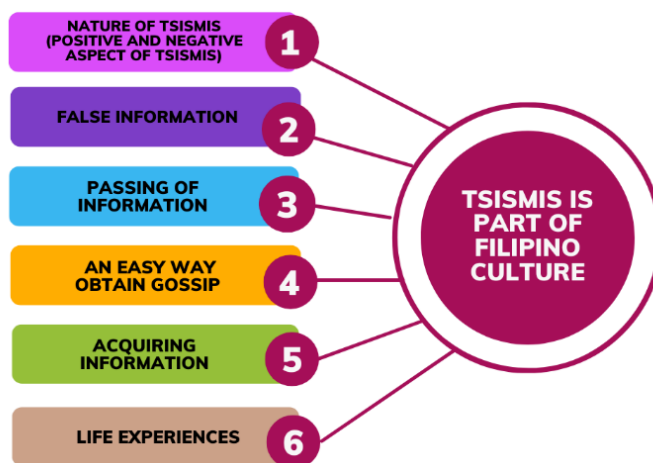 NATURE OF TSISMIS
(POSITIVE AND NEGATIVE
ASPECT OF TSISMIS)
1
FALSE INFORMATION
2
PASSING OF
INFORMATION
3
AN EASY WAY
OBTAIN GOSSIP
4
ACQUIRING
INFORMATION
5
LIFE EXPERIENCES
6
TSISMIS IS
PART OF
FILIPINO
CULTURE